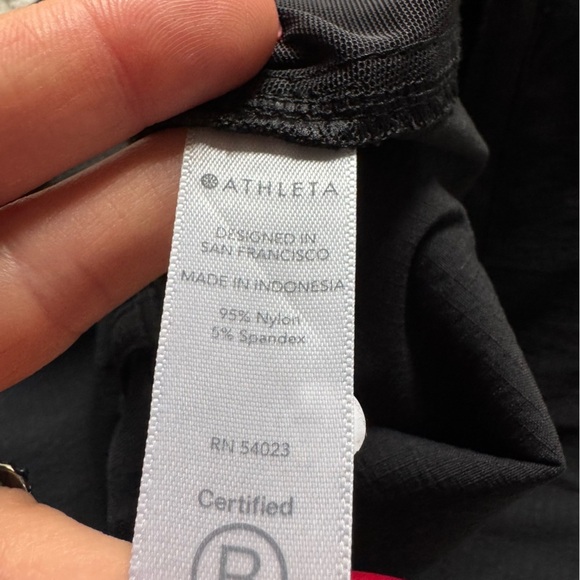 ATHLETA
DESIGNED IN
SAN FRANCISCO
MADE IN INDONESIA
95% Nylon
5% Spandex
RN 54023
Certified
B